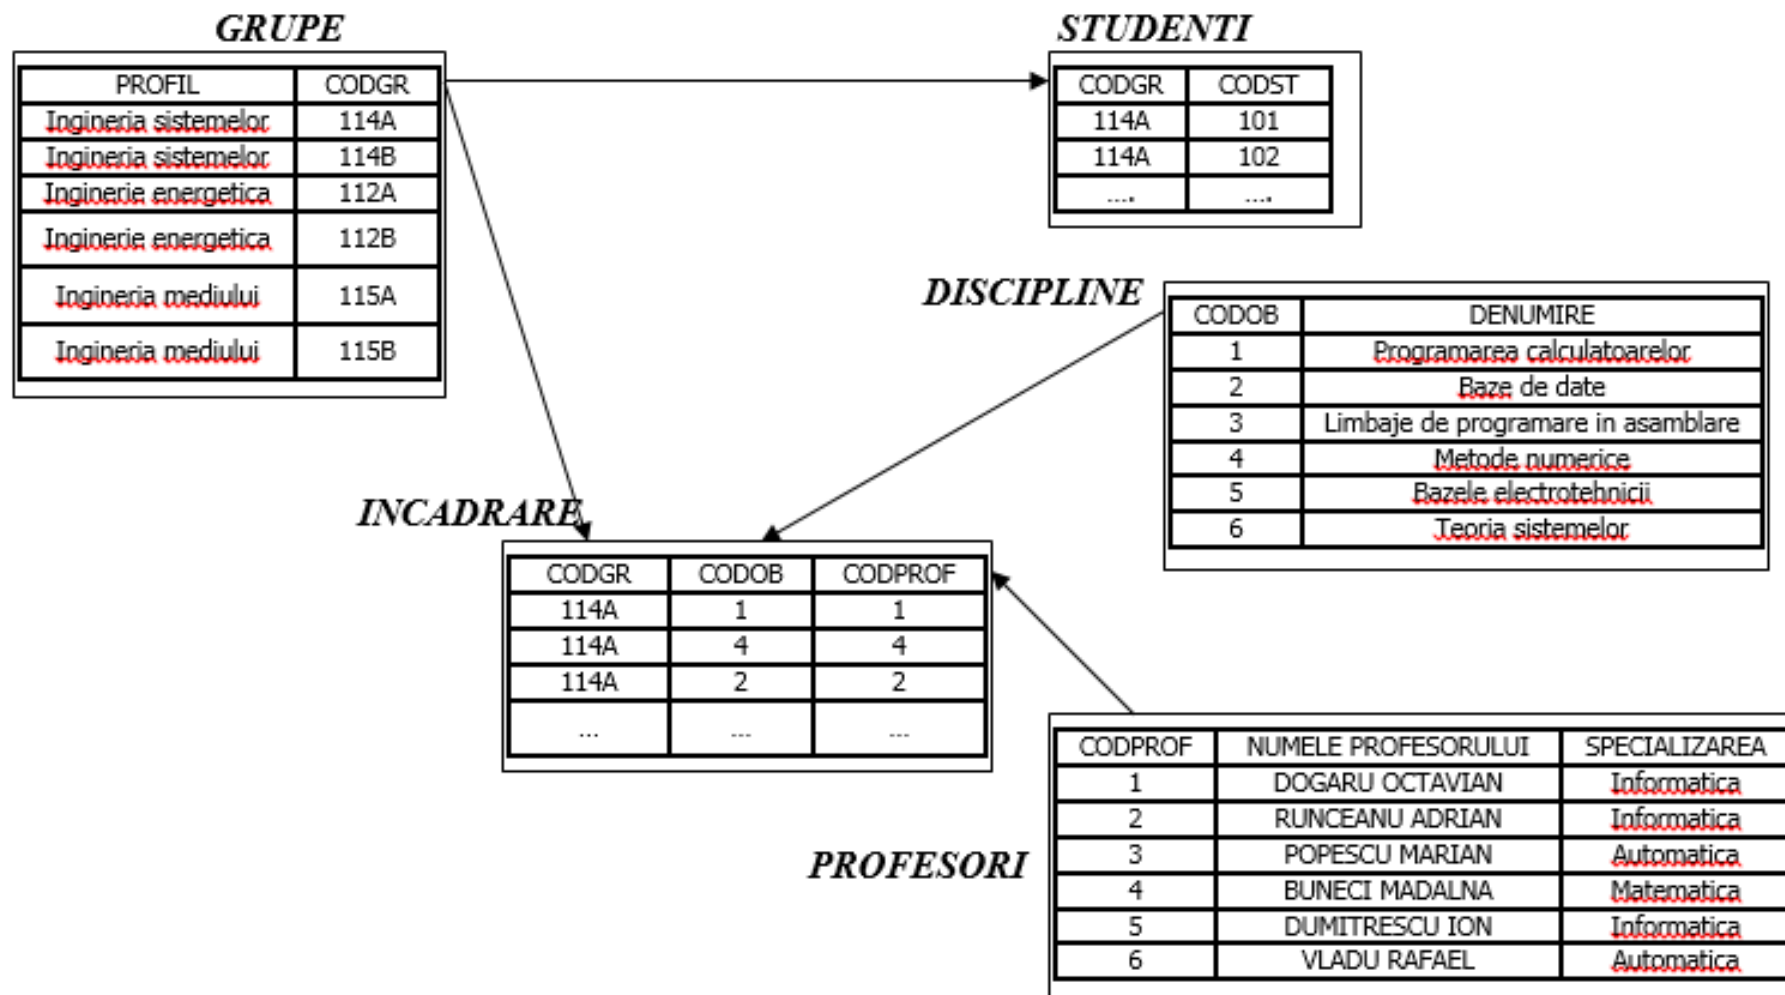 GRUPE
PROFIL CODGR
Ingineria sistemelor 114A
Ingineria sistemelor 114B
Inginerie energetica 112A
Inginerie energetica 112B
Ingineria mediului 115A
Ingineria mediului 115B
STUDENTI
CODGR CODST
114A 101
114A 102
.... ....
DISCIPLINE
CODOB DENUMIRE
1 Programarea calculatoarelor
2 Baze de date
3 Limbaje de programare in asamblare
4 Metode numerice
5 Bazele electrotehnicii
6 Teoria sistemelor
INCADRARE
CODGR CODOB CODPROF
114A 1 1
114A 4 4
114A 2 2
... ... ...
PROFESORI
CODPROF NUMELE PROFESORULUI SPECIALIZAREA
1 DOGARU OCTAVIAN Informatica
2 RUNCEANU ADRIAN Informatica
3 POPESCU MARIAN Automatica
4 BUNECI MADALNA Matematica
5 DUMITRESCU ION Informatica
6 VLADU RAFAEL Automatica